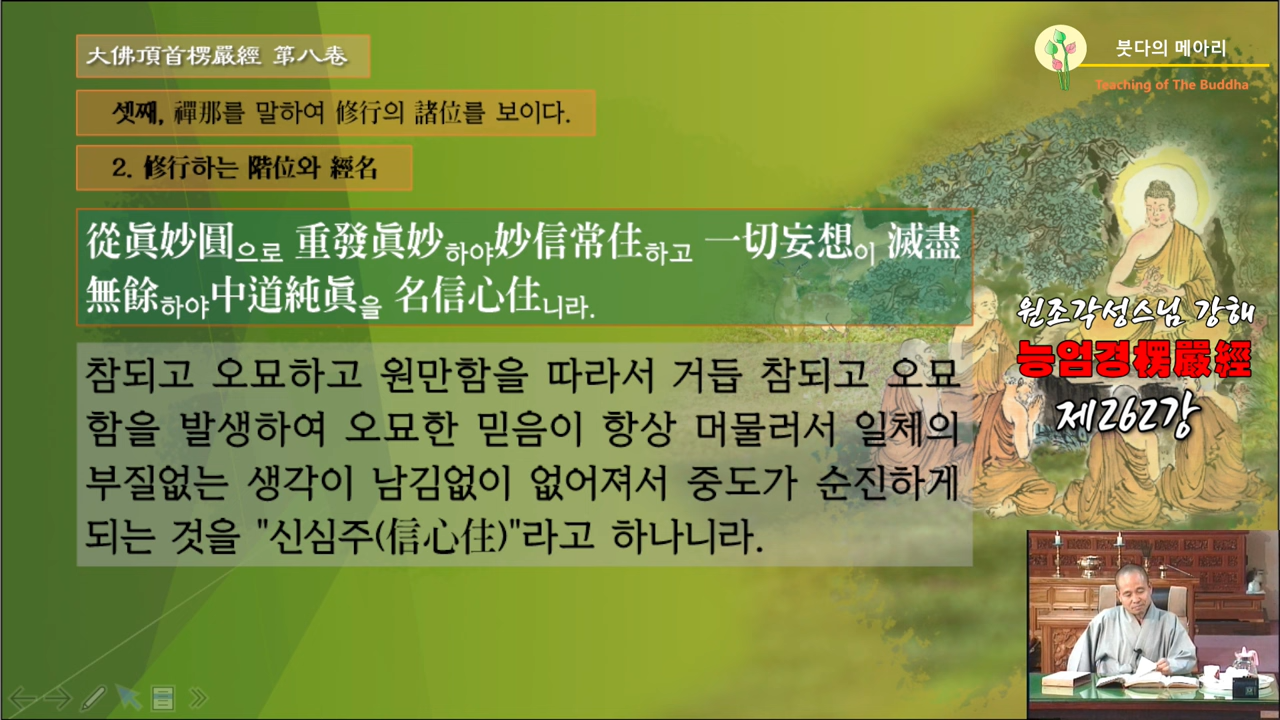 大佛頂首楞嚴經 第八卷
셋째, 禪那를 말하여 修行의 諸位를 보이다.
2. 修行하는 階位와 經名
從眞妙圓으로 重發眞妙하야妙信常住하고 一切妄想이 滅盡
無餘하야中道純眞을 名信心住니라.
참되고 오묘하고 원만함을 따라서 거듭 참되고 오묘
함을 발생하여 오묘한 믿음이 항상 머물러서 일체의
부질없는 생각이 남김없이 없어져서 중도가 순진하게
되는 것을 "신심주(信心住)"라고 하나니라.
붓다의 메아리
Teaching of The Buddha
원조각성스님 강해
능엄경楞嚴經
제262강